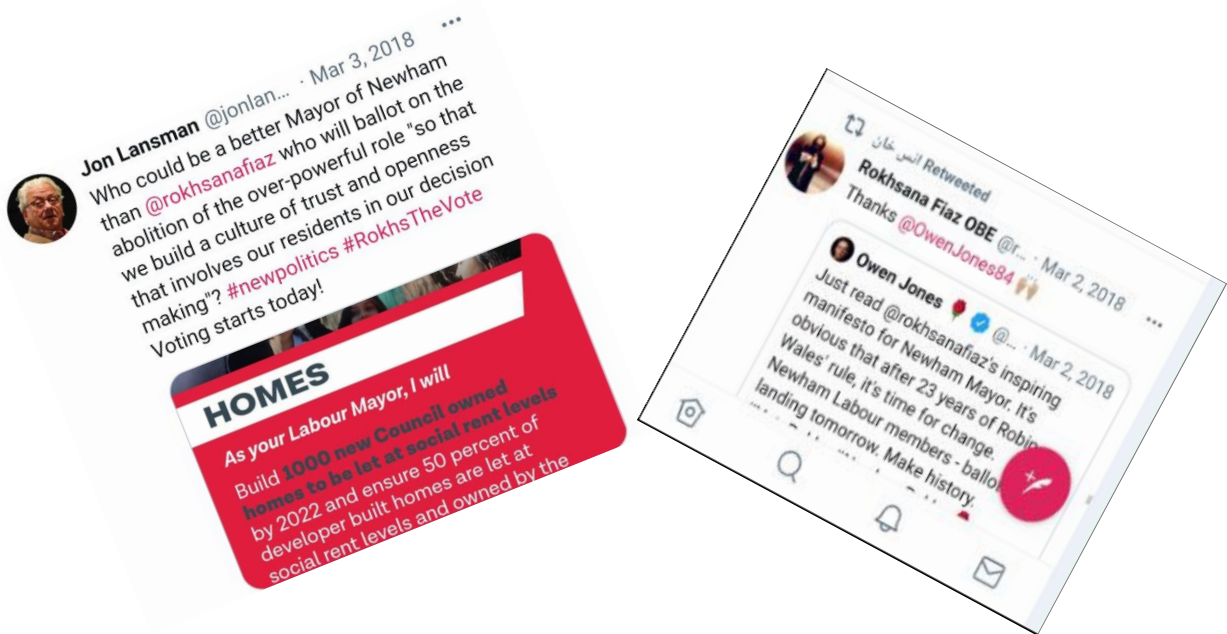 Jon Lansman @jonlan... · Mar 3, 2018
Who could be a better Mayor of Newham
than @rokhsanafiaz who will ballot on the
abolition of the over-powerful role "so that
we build a culture of trust and openness
that involves our residents in our decision
making"? #newpolitics #RokhsTheVote
Voting starts today!
HOMES
As your Labour Mayor, I will
Build 1000 new Council owned
homes to be let at social rent levels
by 2022 and ensure 50 percent of
developer built homes are let at
social rent levels and owned by the
انس خان Retweeted
Rokhsana Fiaz OBE @r... · Mar 2, 2018
Thanks @OwenJones84 🙌🏽
Owen Jones 🌹 @... · Mar 2, 2018
Just read @rokhsanafiaz's inspiring
manifesto for Newham Mayor. It's
obvious that after 23 years of Robin
Wales' rule, it's time for change.
Newham Labour members - ballo
landing tomorrow. Make history.